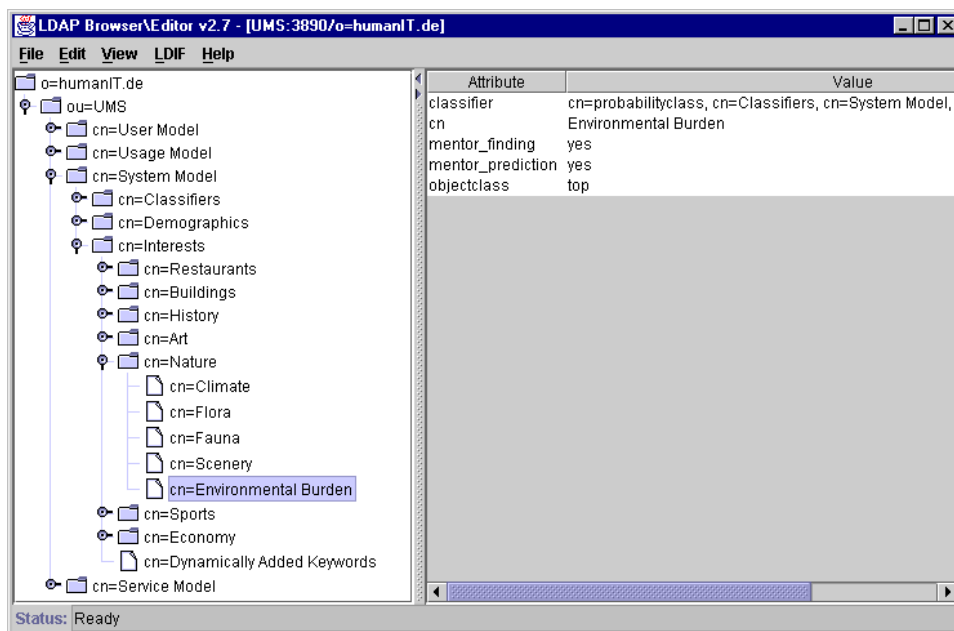 LDAP Browser\Editor v2.7 - [UMS:3890/o=humanIT.de]
File Edit View LDIF Help
o=humanIT.de
ou=UMS
cn=User Model
cn=Usage Model
cn=System Model
cn=Classifiers
cn=Demographics
cn=Interests
cn=Restaurants
cn=Buildings
cn=History
cn=Art
cn=Nature
cn=Climate
cn=Flora
cn=Fauna
cn=Scenery
cn=Environmental Burden
cn=Sports
cn=Economy
cn=Dynamically Added Keywords
cn=Service Model
Attribute Value
classifier cn=probabilityclass, cn=Classifiers, cn=System Model,
cn Environmental Burden
mentor_finding yes
mentor_prediction yes
objectclass top
Status: Ready